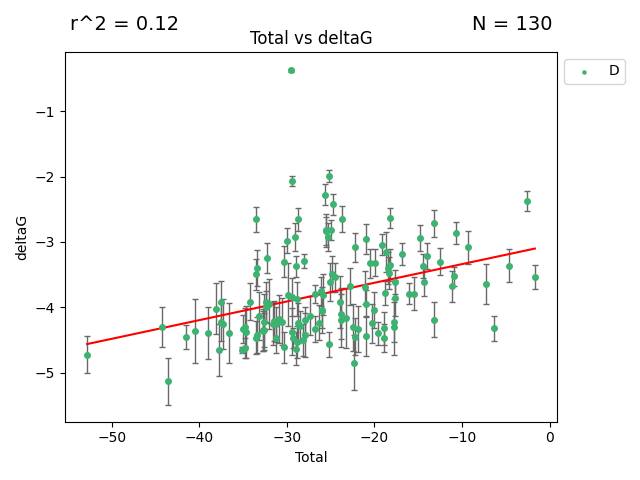 r^2 = 0.12
N = 130
Total vs deltaG
D
−1
−2
−3
−4
−5
deltaG
−50 −40 −30 −20 −10 0
Total